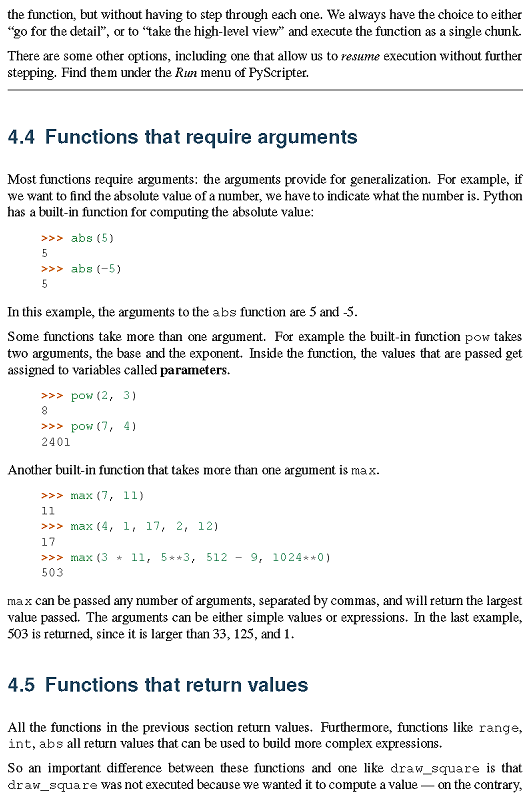 the function, but without having to step through each one. We always have the choice to either
“go for the detail”, or to “take the high-level view” and execute the function as a single chunk.
There are some other options, including one that allow us to resume execution without further
stepping. Find them under the Run menu of PyScripter.
4.4 Functions that require arguments
Most functions require arguments: the arguments provide for generalization. For example, if
we want to find the absolute value of a number, we have to indicate what the number is. Python
has a built-in function for computing the absolute value:
>>> abs(5)
5
>>> abs(-5)
5
In this example, the arguments to the abs function are 5 and -5.
Some functions take more than one argument. For example the built-in function pow takes
two arguments, the base and the exponent. Inside the function, the values that are passed get
assigned to variables called parameters.
>>> pow(2, 3)
8
>>> pow(7, 4)
2401
Another built-in function that takes more than one argument is max.
>>> max(7, 11)
11
>>> max(4, 1, 17, 2, 12)
17
>>> max(3 * 11, 5**3, 512 - 9, 1024**0)
503
max can be passed any number of arguments, separated by commas, and will return the largest
value passed. The arguments can be either simple values or expressions. In the last example,
503 is returned, since it is larger than 33, 125, and 1.
4.5 Functions that return values
All the functions in the previous section return values. Furthermore, functions like range,
int, abs all return values that can be used to build more complex expressions.
So an important difference between these functions and one like draw_square is that
draw_square was not executed because we wanted it to compute a value — on the contrary,